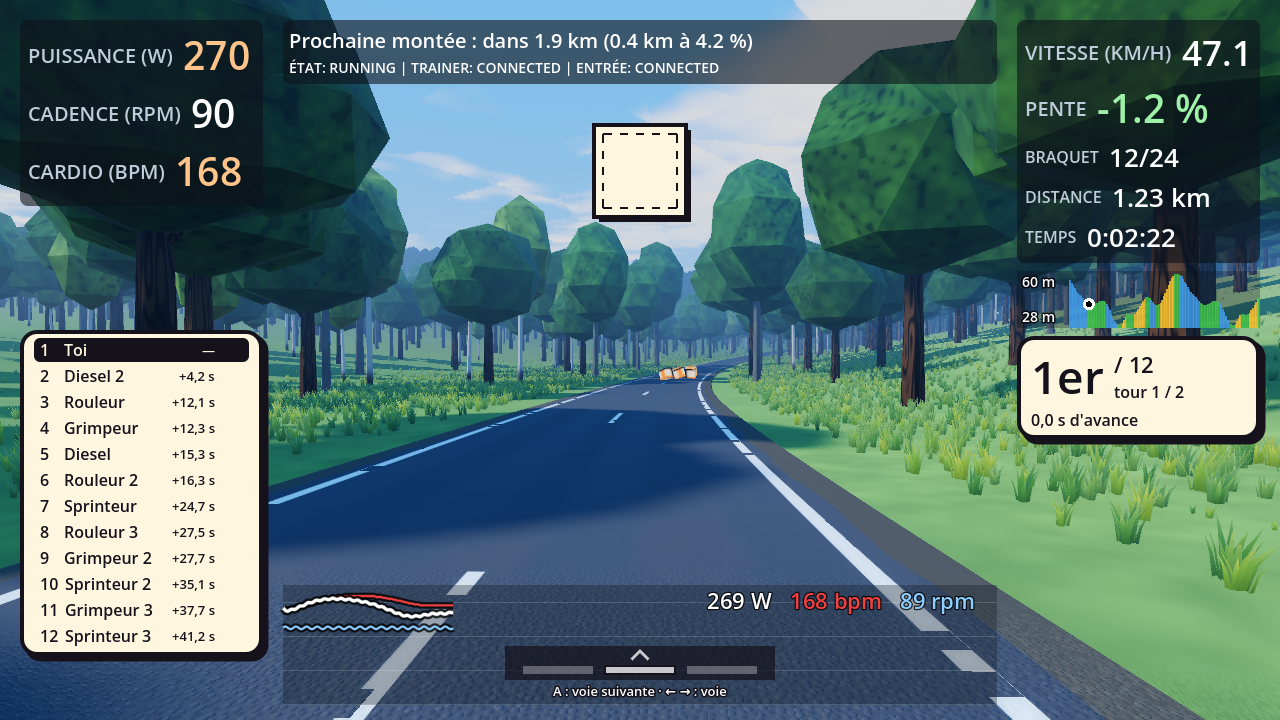 PUISSANCE (W) 270
CADENCE (RPM) 90
CARDIO (BPM) 168
Prochaine montée : dans 1.9 km (0.4 km à 4.2 %)
ÉTAT: RUNNING | TRAINER: CONNECTED | ENTRÉE: CONNECTED
VITESSE (KM/H) 47.1
PENTE -1.2 %
BRAQUET 12/24
DISTANCE 1.23 km
TEMPS 0:02:22
60 m
28 m
1er / 12
tour 1 / 2
0,0 s d'avance
1 Toi —
2 Diesel 2 +4,2 s
3 Rouleur +12,1 s
4 Grimpeur +12,3 s
5 Diesel +15,3 s
6 Rouleur 2 +16,3 s
7 Sprinteur +24,7 s
8 Rouleur 3 +27,5 s
9 Grimpeur 2 +27,7 s
10 Sprinteur 2 +35,1 s
11 Grimpeur 3 +37,7 s
12 Sprinteur 3 +41,2 s
269 W 168 bpm 89 rpm
A : voie suivante · ← → : voie